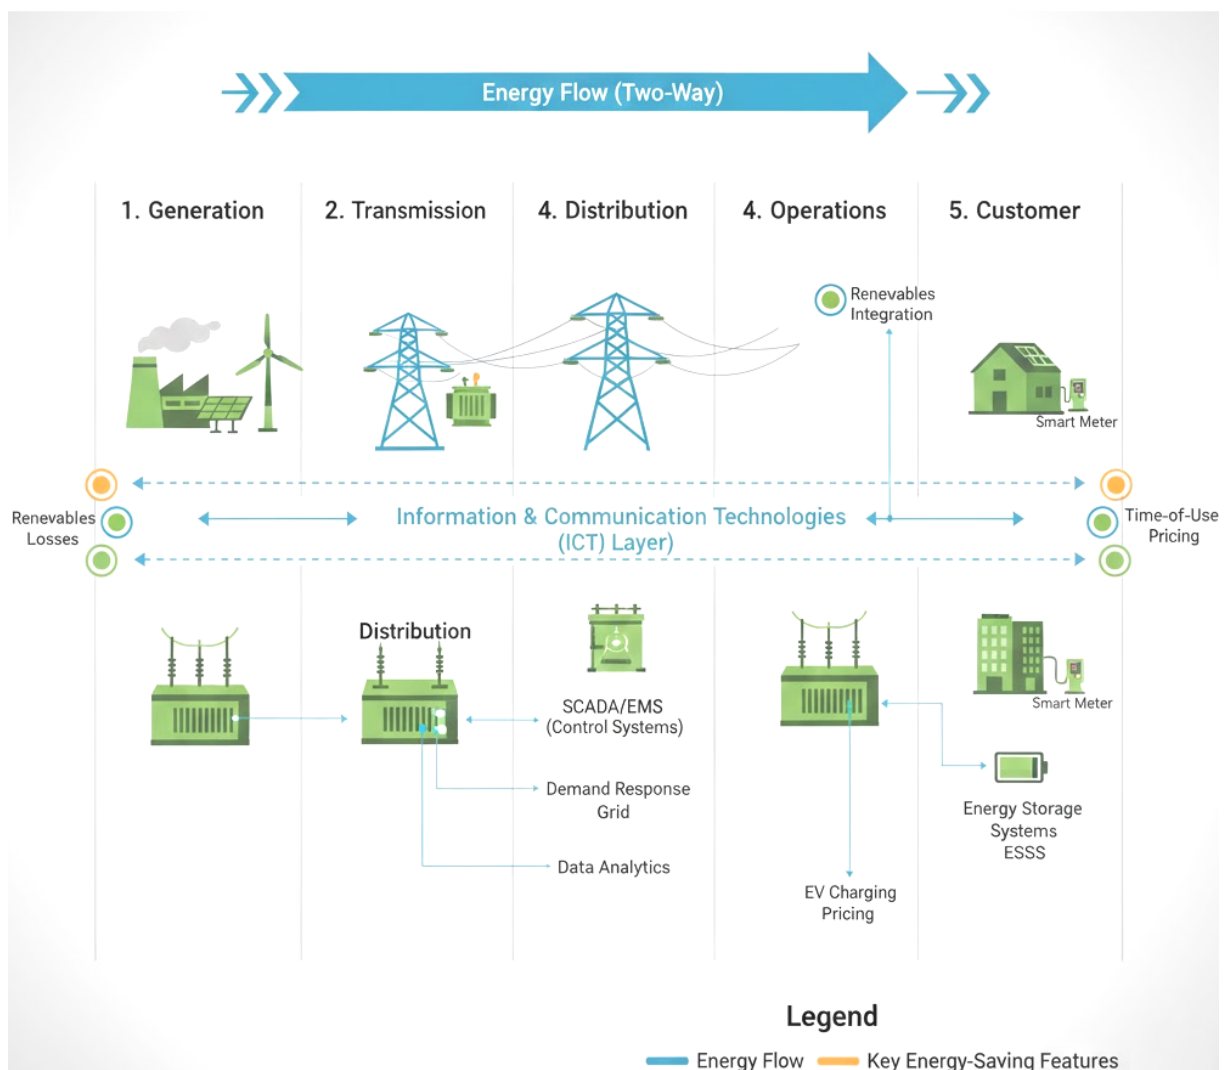 Energy Flow (Two-Way)
1. Generation
2. Transmission
4. Distribution
4. Operations
5. Customer
Renevables
Integration
Smart Meter
Renevables
Losses
Information & Communication Technologies
(ICT) Layer)
Time-of-Use
Pricing
Distribution
SCADA/EMS
(Control Systems)
Smart Meter
Demand Response
Grid
Energy Storage
Systems
ESSS
Data Analytics
EV Charging
Pricing
Legend
Energy Flow
Key Energy-Saving Features